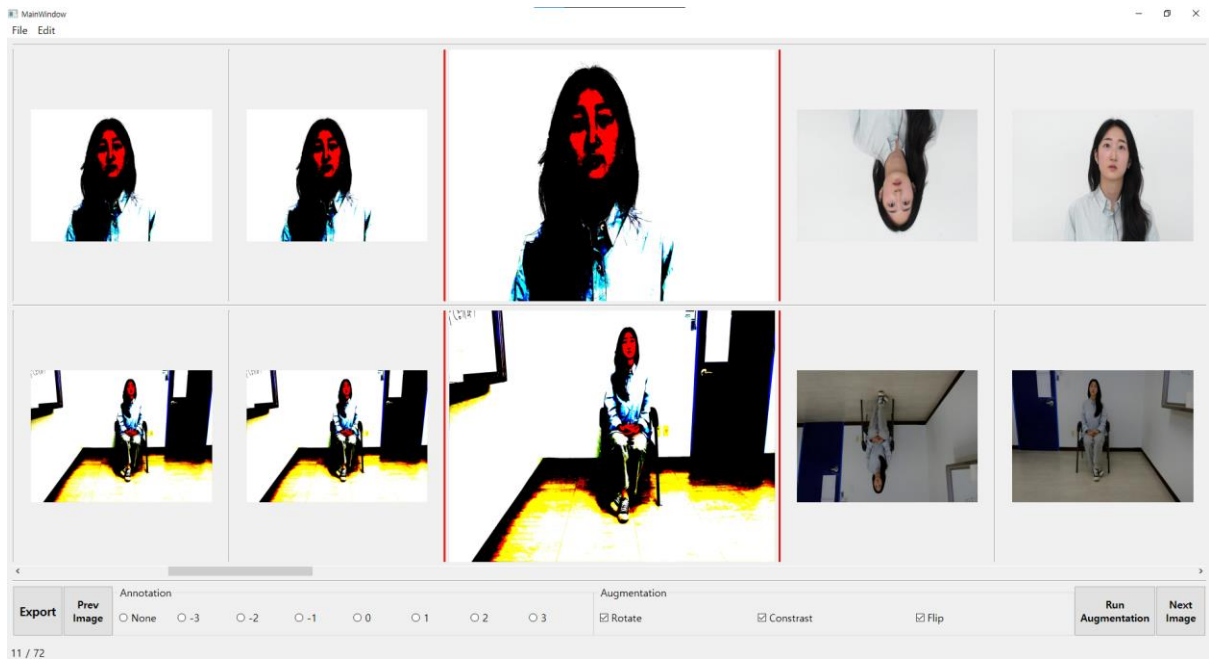 MainWindow
File Edit
Export
Prev
Image
Annotation
None -3 -2 -1 0 1 2 3
Augmentation
Rotate Constrast Flip
Run
Augmentation
Next
Image
11 / 72